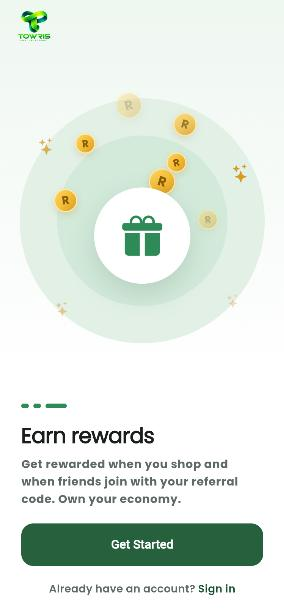 TOWRIS
R
R
R
R
R
R
R
Earn rewards
Get rewarded when you shop and
when friends join with your referral
code. Own your economy.
Get Started
Already have an account? Sign in